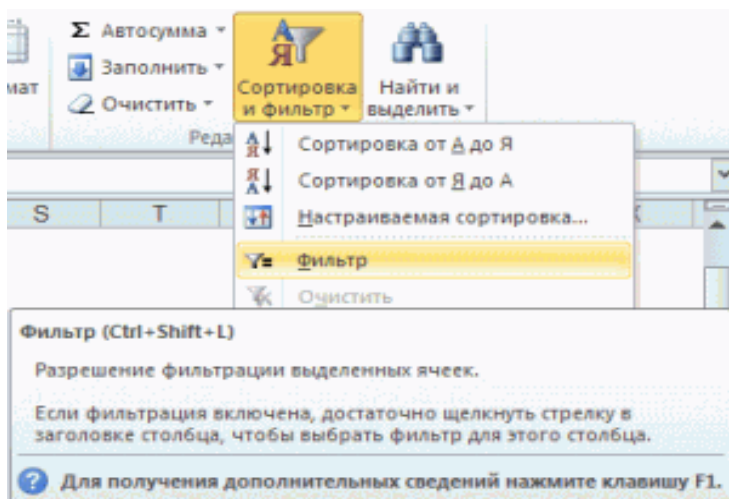 Σ Автосумма
Заполнить
Очистить
Сортировка
и фильтр
Найти и
выделить
мат
Реда
Сортировка от А до Я
Сортировка от Я до А
Настраиваемая сортировка...
Фильтр
Очистить
S T
Фильтр (Ctrl+Shift+L)
Разрешение фильтрации выделенных ячеек.
Если фильтрация включена, достаточно щелкнуть стрелку в
заголовке столбца, чтобы выбрать фильтр для этого столбца.
Для получения дополнительных сведений нажмите клавишу F1.